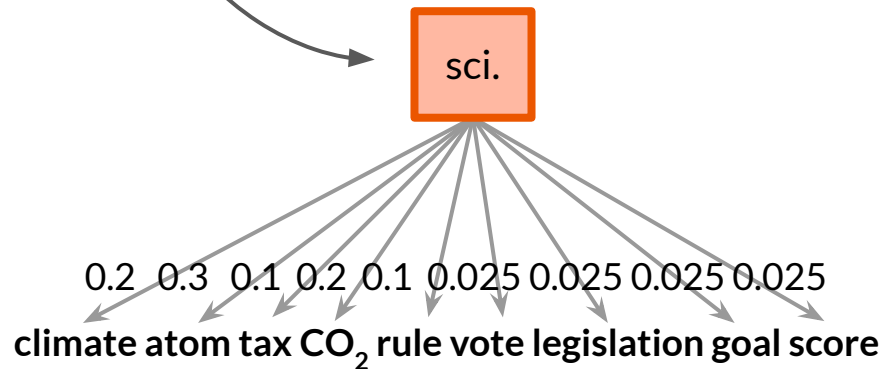 sci.
0.2 0.3 0.1 0.2 0.1 0.025 0.025 0.025 0.025
climate atom tax CO₂ rule vote legislation goal score